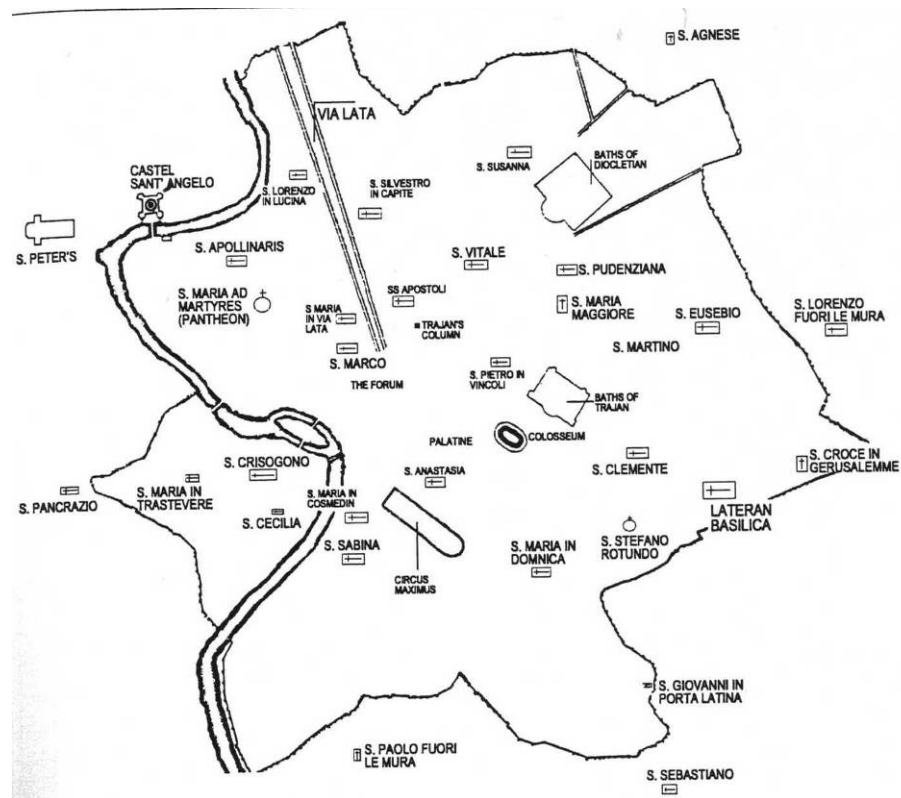 S. AGNESE
VIA LATA
CASTEL
SANT' ANGELO
S. LORENZO
IN LUCINA
S. SILVESTRO
IN CAPITE
S. SUSANNA
BATHS OF
DIOCLETIAN
S. PETER'S
S. APOLLINARIS
S. VITALE
S. PUDENZIANA
S. MARIA AD
MARTYRES
(PANTHEON)
SS APOSTOLI
S MARIA
IN VIA
LATA
TRAJAN'S
COLUMN
S. MARIA
MAGGIORE
S. EUSEBIO
S. LORENZO
FUORI LE MURA
S. MARTINO
S. MARCO
THE FORUM
S. PIETRO IN
VINCOLI
BATHS OF
TRAJAN
PALATINE
COLOSSEUM
S. CRISOGONO
S. ANASTASIA
S. CLEMENTE
S. CROCE IN
GERUSALEMME
S. PANCRAZIO
S. MARIA IN
TRASTEVERE
S. MARIA IN
COSMEDIN
S. CECILIA
LATERAN
BASILICA
S. SABINA
S. MARIA IN
DOMNICA
S. STEFANO
ROTUNDO
CIRCUS
MAXIMUS
S. GIOVANNI IN
PORTA LATINA
S. PAOLO FUORI
LE MURA
S. SEBASTIANO